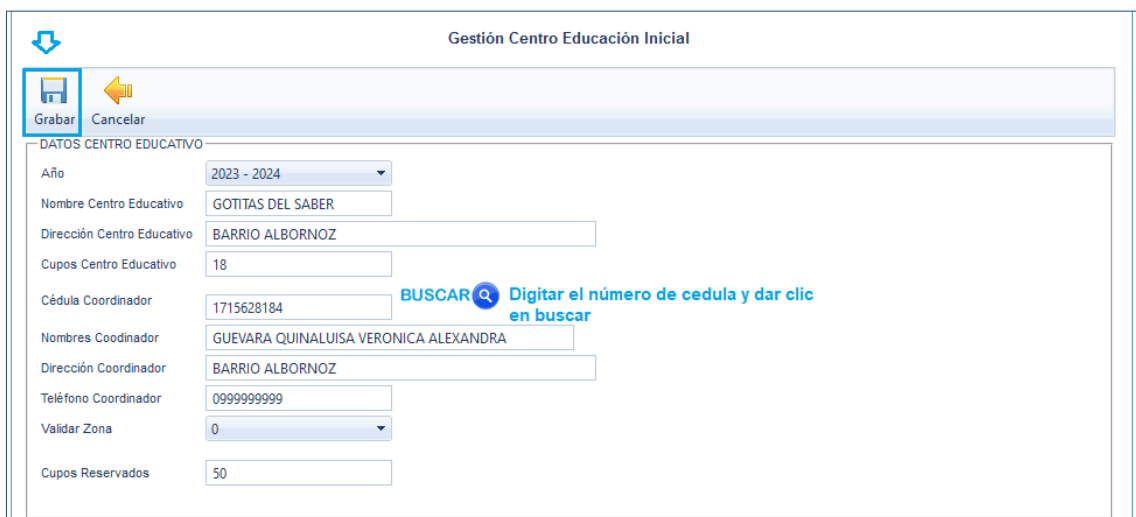 Gestión Centro Educación Inicial
Grabar Cancelar
DATOS CENTRO EDUCATIVO
Año 2023 - 2024
Nombre Centro Educativo GOTITAS DEL SABER
Dirección Centro Educativo BARRIO ALBORNOZ
Cupos Centro Educativo 18
Cédula Coordinador 1715628184 BUSCAR Digitar el número de cedula y dar clic
en buscar
Nombres Coodinador GUEVARA QUINALUISA VERONICA ALEXANDRA
Dirección Coordinador BARRIO ALBORNOZ
Teléfono Coordinador 0999999999
Validar Zona 0
Cupos Reservados 50